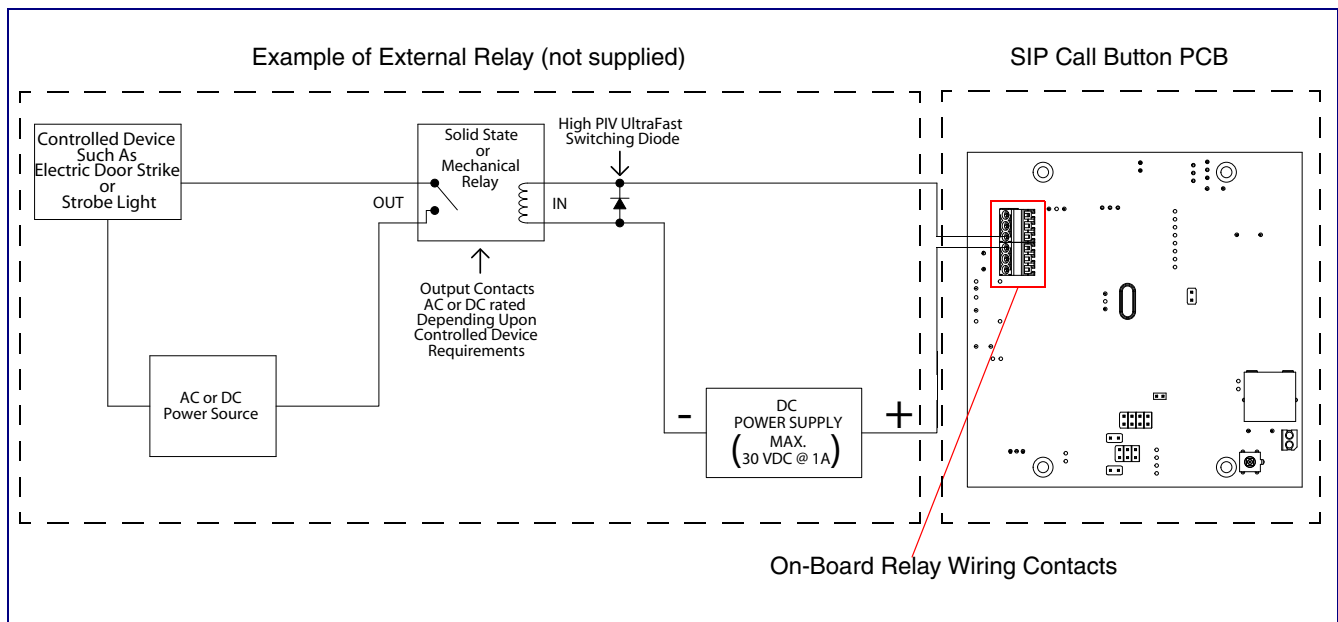 Example of External Relay (not supplied)
SIP Call Button PCB
Controlled Device
Such As
Electric Door Strike
or
Strobe Light
Solid State
or
Mechanical
Relay
High PIV UltraFast
Switching Diode
OUT
IN
Output Contacts
AC or DC rated
Depending Upon
Controlled Device
Requirements
AC or DC
Power Source
-
DC
POWER SUPPLY
MAX.
(30 VDC @ 1A)
+
On-Board Relay Wiring Contacts